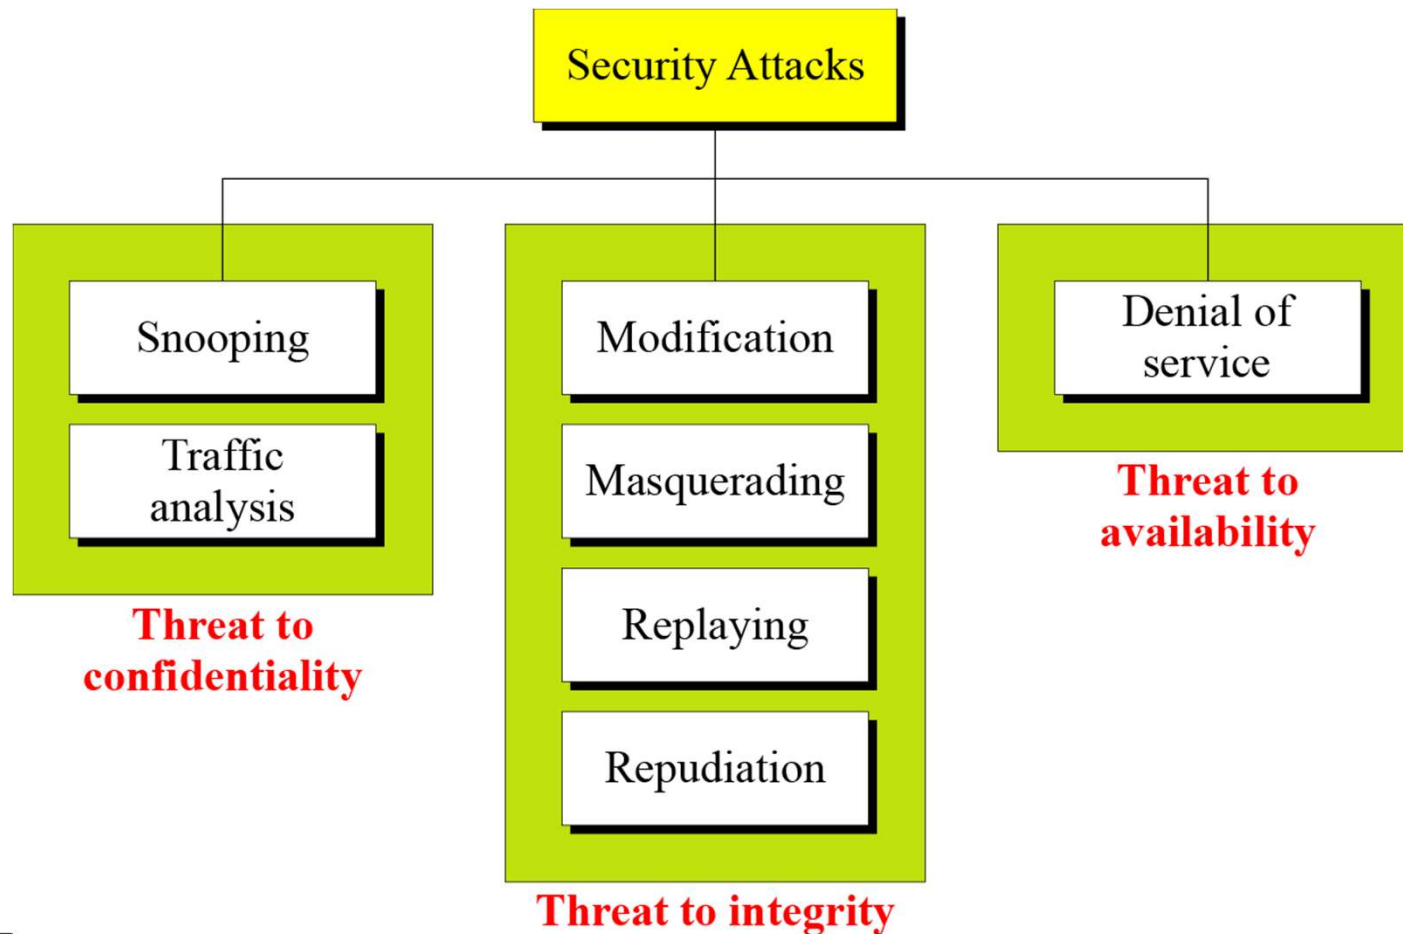 Security Attacks
Snooping
Traffic
analysis
Threat to
confidentiality
Modification
Masquerading
Replaying
Repudiation
Threat to integrity
Denial of
service
Threat to
availability